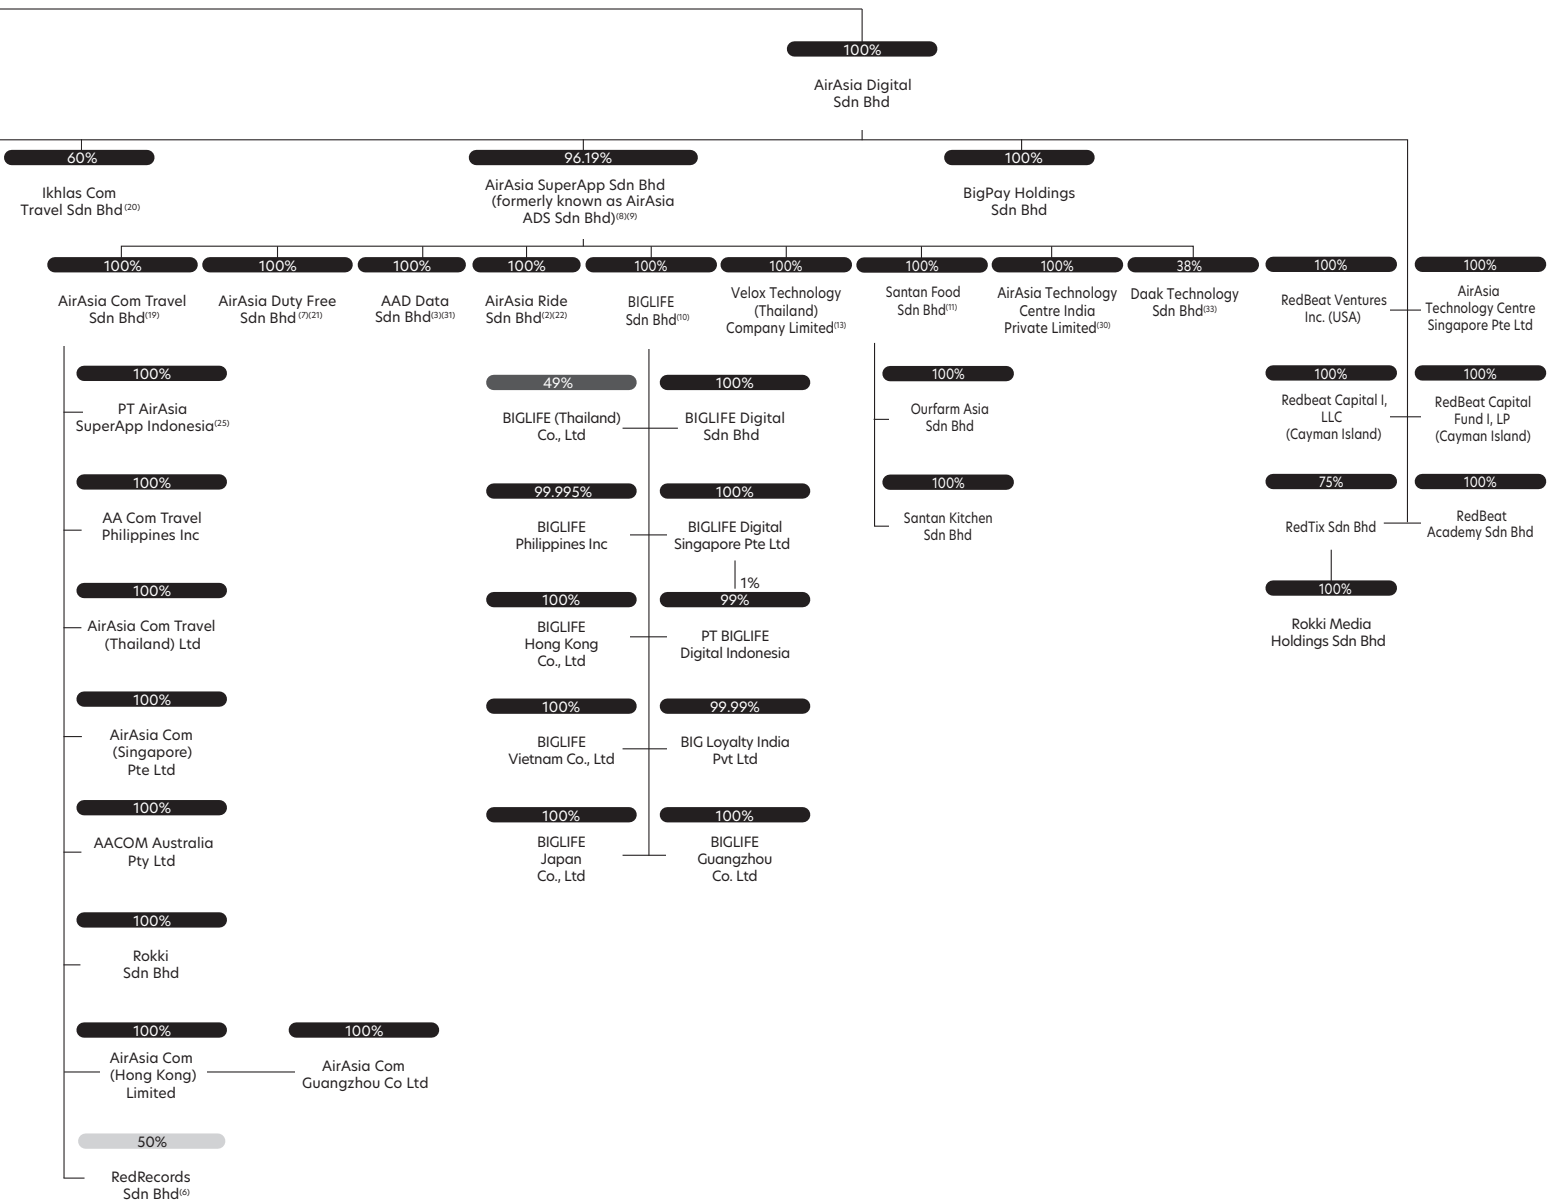 100%
AirAsia Digital
Sdn Bhd
60%
Ikhlas Com
Travel Sdn Bhd(20)
96.19%
AirAsia SuperApp Sdn Bhd
(formerly known as AirAsia
ADS Sdn Bhd)(8)(9)
100%
BigPay Holdings
Sdn Bhd
100%
AirAsia Com Travel
Sdn Bhd(19)
100%
AirAsia Duty Free
Sdn Bhd (7)(21)
100%
AAD Data
Sdn Bhd(3)(31)
100%
AirAsia Ride
Sdn Bhd(2)(22)
100%
BIGLIFE
Sdn Bhd(10)
100%
Velox Technology
(Thailand)
Company Limited(13)
100%
Santan Food
Sdn Bhd(11)
100%
AirAsia Technology
Centre India
Private Limited(30)
38%
Daak Technology
Sdn Bhd(33)
100%
RedBeat Ventures
Inc. (USA)
100%
AirAsia
Technology Centre
Singapore Pte Ltd
100%
PT AirAsia
SuperApp Indonesia(25)
100%
AA Com Travel
Philippines Inc
100%
AirAsia Com Travel
(Thailand) Ltd
100%
AirAsia Com
(Singapore)
Pte Ltd
100%
AACOM Australia
Pty Ltd
100%
Rokki
Sdn Bhd
100%
AirAsia Com
(Hong Kong)
Limited
100%
AirAsia Com
Guangzhou Co Ltd
50%
RedRecords
Sdn Bhd(6)
49%
BIGLIFE (Thailand)
Co., Ltd
100%
BIGLIFE Digital
Sdn Bhd
99.995%
BIGLIFE
Philippines Inc
100%
BIGLIFE Digital
Singapore Pte Ltd
1%
100%
BIGLIFE
Hong Kong
Co., Ltd
99%
PT BIGLIFE
Digital Indonesia
100%
BIGLIFE
Vietnam Co., Ltd
99.99%
BIG Loyalty India
Pvt Ltd
100%
BIGLIFE
Japan
Co., Ltd
100%
BIGLIFE
Guangzhou
Co. Ltd
100%
Ourfarm Asia
Sdn Bhd
100%
Santan Kitchen
Sdn Bhd
100%
Redbeat Capital I,
LLC
(Cayman Island)
100%
RedBeat Capital
Fund I, LP
(Cayman Island)
75%
RedTix Sdn Bhd
100%
RedBeat
Academy Sdn Bhd
100%
Rokki Media
Holdings Sdn Bhd